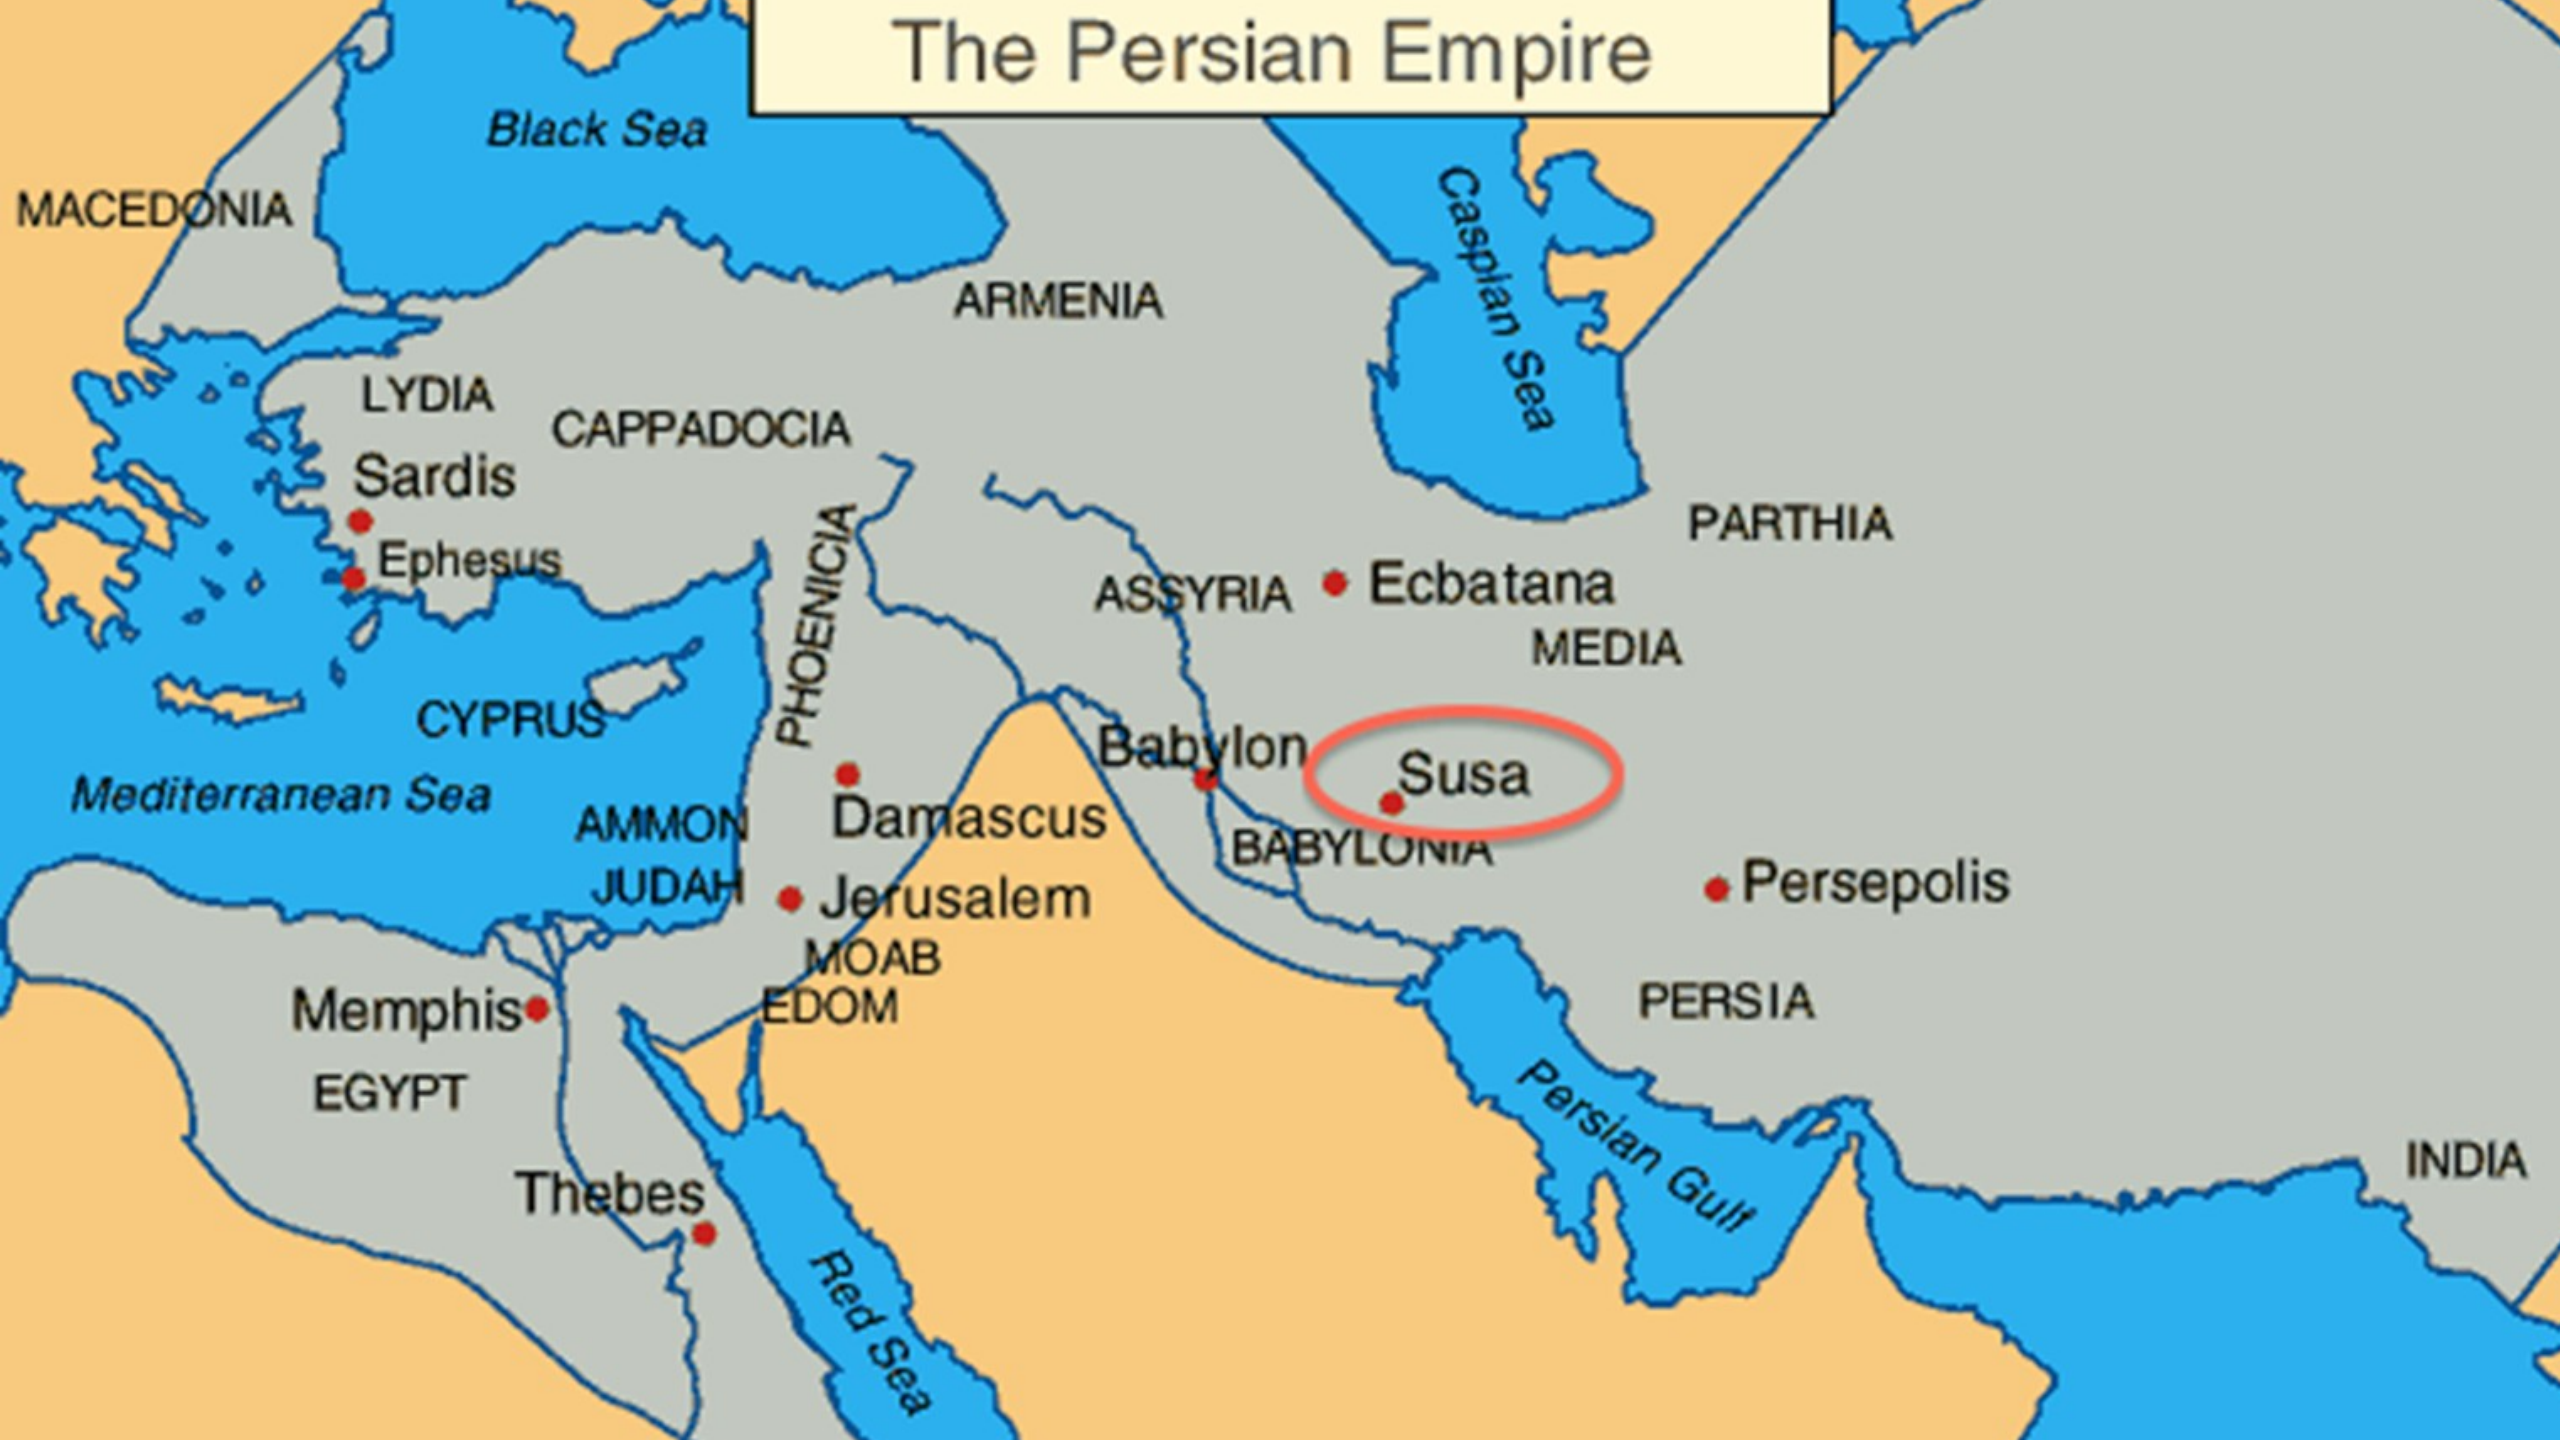 The Persian Empire
Black Sea
MACEDONIA
Caspian Sea
ARMENIA
LYDIA
CAPPADOCIA
Sardis
PARTHIA
Ephesus
PHOENICIA
ASSYRIA
Ecbatana
MEDIA
CYPRUS
Babylon
Susa
Mediterranean Sea
AMMON
Damascus
BABYLONIA
JUDAH
Jerusalem
Persepolis
MOAB
Memphis
EDOM
PERSIA
EGYPT
Persian Gulf
INDIA
Thebes
Red Sea